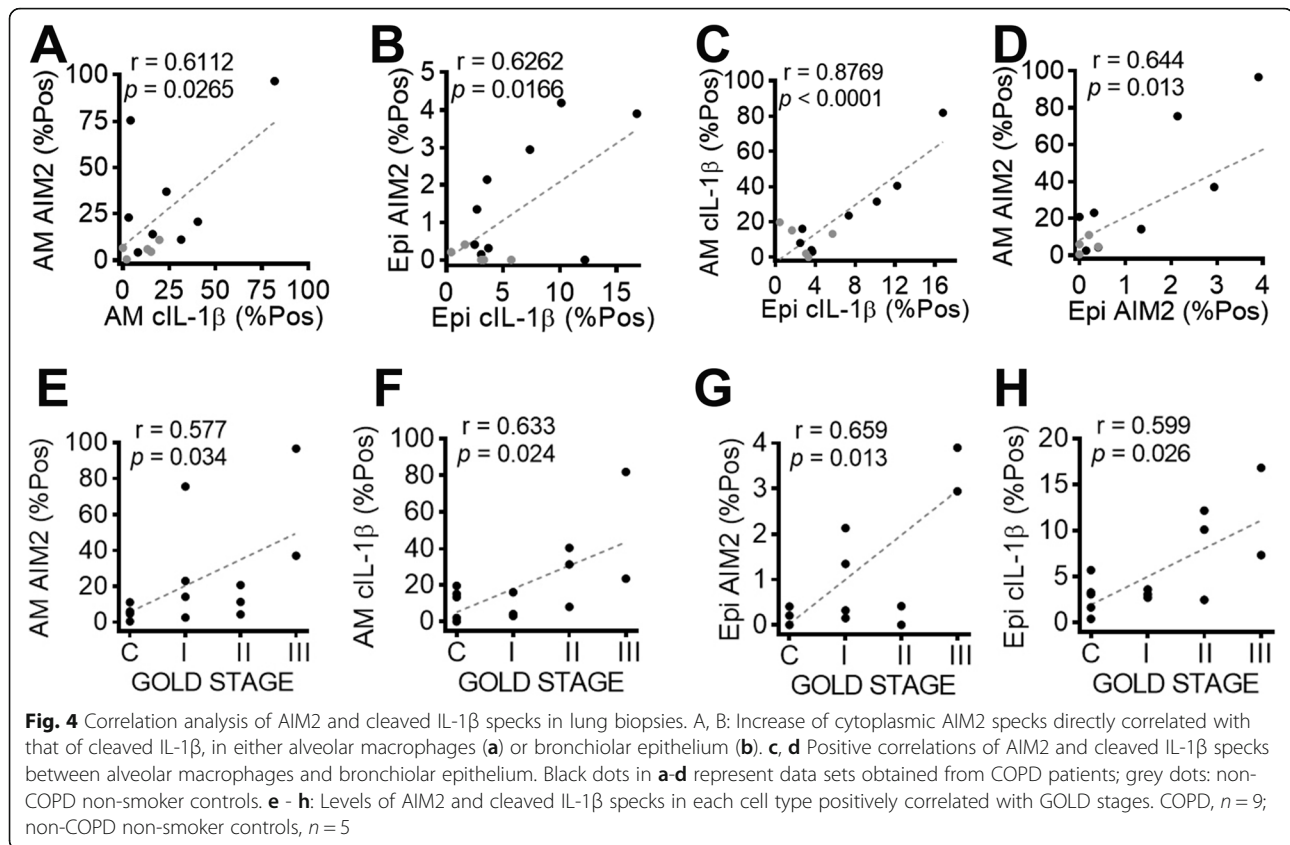 A
r = 0.6112
p = 0.0265
AM AIM2 (%Pos)
100
75
50
25
0
0 25 50 75 100
AM cIL-1β (%Pos)
B
r = 0.6262
p = 0.0166
Epi AIM2 (%Pos)
5
4
3
2
1
0
0 5 10 15
Epi cIL-1β (%Pos)
C
r = 0.8769
p < 0.0001
AM cIL-1β (%Pos)
100
80
60
40
20
0
0 4 8 12 16
Epi cIL-1β (%Pos)
D
r = 0.644
p = 0.013
AM AIM2 (%Pos)
100
80
60
40
20
0
0 1 2 3 4
Epi AIM2 (%Pos)
E
r = 0.577
p = 0.034
AM AIM2 (%Pos)
100
80
60
40
20
0
C I II III
GOLD STAGE
F
r = 0.633
p = 0.024
AM cIL-1β (%Pos)
100
80
60
40
20
0
C I II III
GOLD STAGE
G
r = 0.659
p = 0.013
Epi AIM2 (%Pos)
4
3
2
1
0
C I II III
GOLD STAGE
H
r = 0.599
p = 0.026
Epi cIL-1β (%Pos)
20
15
10
5
0
C I II III
GOLD STAGE
Fig. 4 Correlation analysis of AIM2 and cleaved IL-1β specks in lung biopsies. A, B: Increase of cytoplasmic AIM2 specks directly correlated with
that of cleaved IL-1β, in either alveolar macrophages (a) or bronchiolar epithelium (b). c, d Positive correlations of AIM2 and cleaved IL-1β specks
between alveolar macrophages and bronchiolar epithelium. Black dots in a-d represent data sets obtained from COPD patients; grey dots: non-
COPD non-smoker controls. e - h: Levels of AIM2 and cleaved IL-1β specks in each cell type positively correlated with GOLD stages. COPD, n = 9;
non-COPD non-smoker controls, n = 5